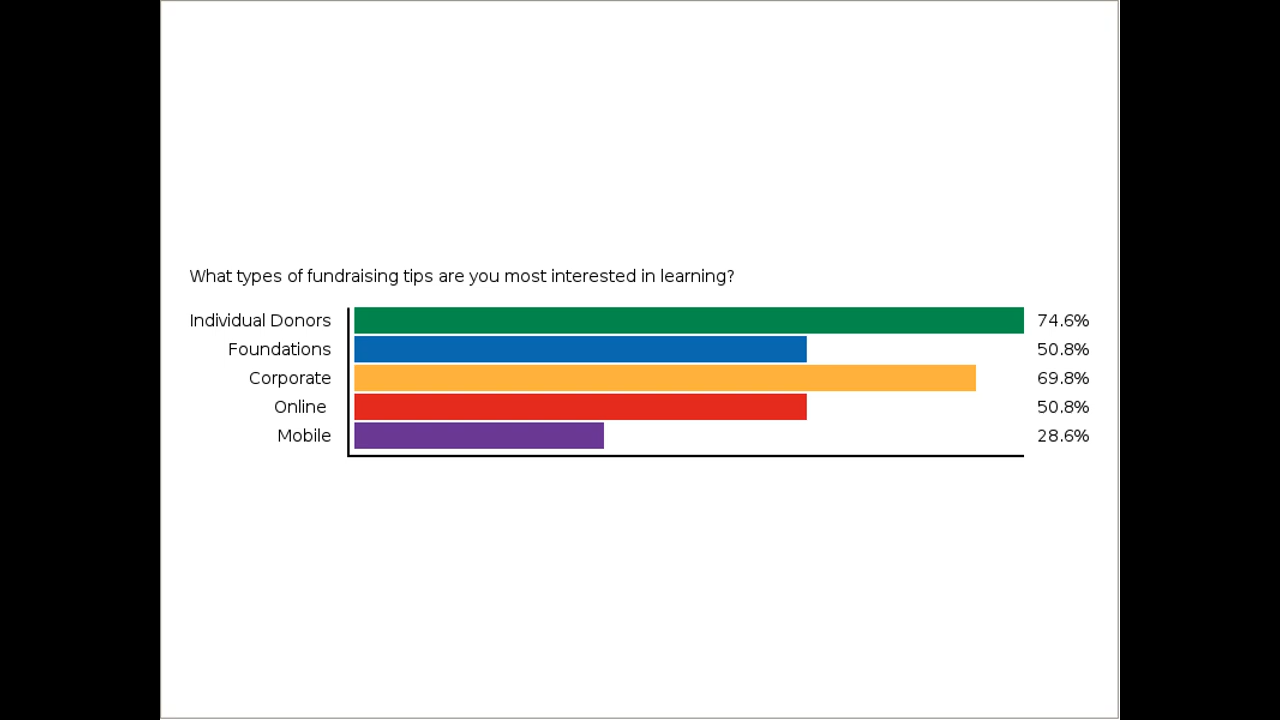 What types of fundraising tips are you most interested in learning?
Individual Donors 74.6%
Foundations 50.8%
Corporate 69.8%
Online 50.8%
Mobile 28.6%